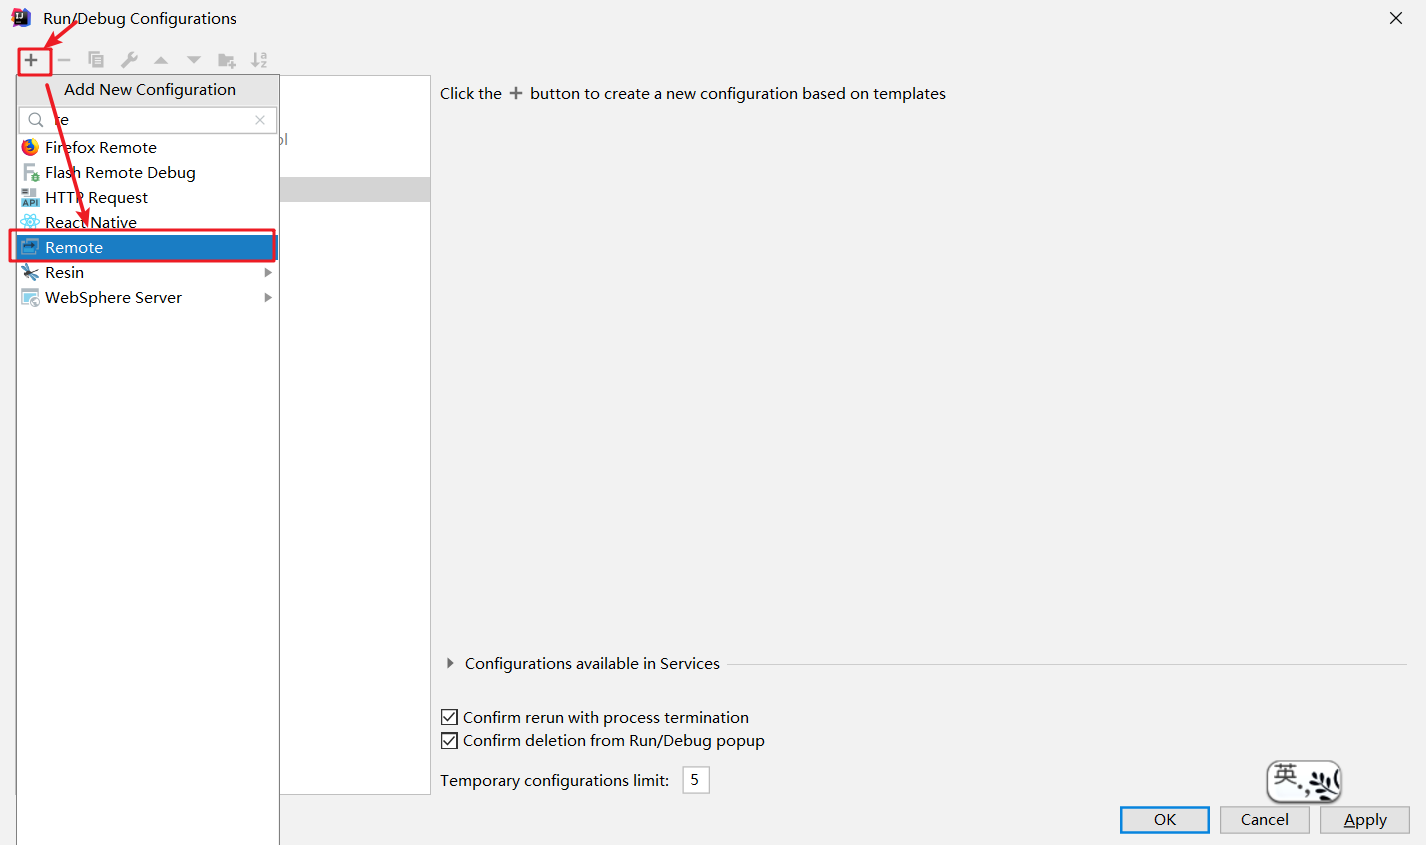 Run/Debug Configurations
Add New Configuration
re
Firefox Remote
Flash Remote Debug
HTTP Request
React Native
Remote
Resin
WebSphere Server
Click the + button to create a new configuration based on templates
Configurations available in Services
Confirm rerun with process termination
Confirm deletion from Run/Debug popup
Temporary configurations limit: 5
英
OK Cancel Apply